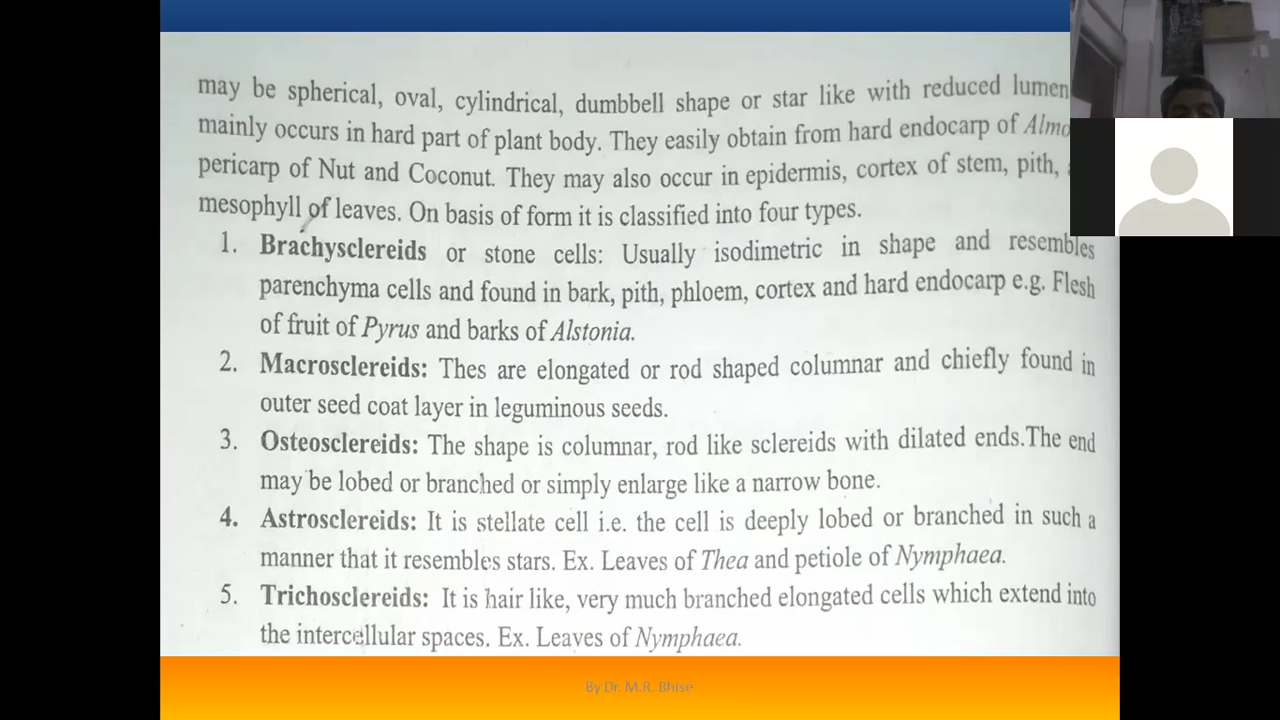 may be spherical, oval, cylindrical, dumbbell shape or star like with reduced lumen
mainly occurs in hard part of plant body. They easily obtain from hard endocarp of
pericarp of Nut and Coconut. They may also occur in epidermis, cortex of stem, pith,
mesophyll of leaves. On basis of form it is classified into four types.
1. Brachysclereids or stone cells: Usually isodimetric in shape and resembles
parenchyma cells and found in bark, pith, phloem, cortex and hard endocarp e.g. Flesh
of fruit of Pyrus and barks of Alstonia.
2. Macrosclereids: Thes are elongated or rod shaped columnar and chiefly found in
outer seed coat layer in leguminous seeds.
3. Osteosclereids: The shape is columnar, rod like sclereids with dilated ends.The end
may be lobed or branched or simply enlarge like a narrow bone.
4. Astrosclereids: It is stellate cell i.e. the cell is deeply lobed or branched in such a
manner that it resembles stars. Ex. Leaves of Thea and petiole of Nymphaea.
5. Trichosclereids: It is hair like, very much branched elongated cells which extend into
the intercellular spaces. Ex. Leaves of Nymphaea.
By Dr. M.R. Bhise